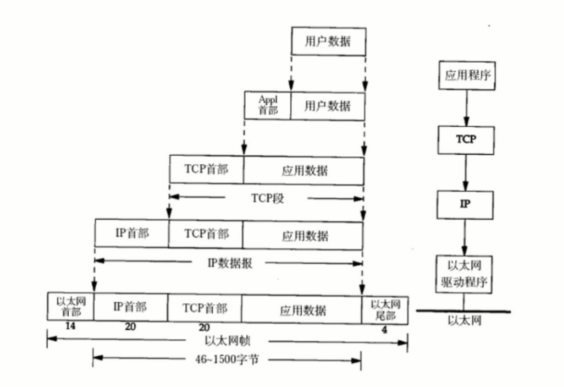 用户数据
Appl
首部
用户数据
TCP首部
应用数据
TCP段
IP首部
TCP首部
应用数据
IP数据报
以太网
首部
IP首部
TCP首部
应用数据
以太网
尾部
14
20
20
4
以太网帧
46~1500字节
应用程序
TCP
IP
以太网
驱动程序
以太网